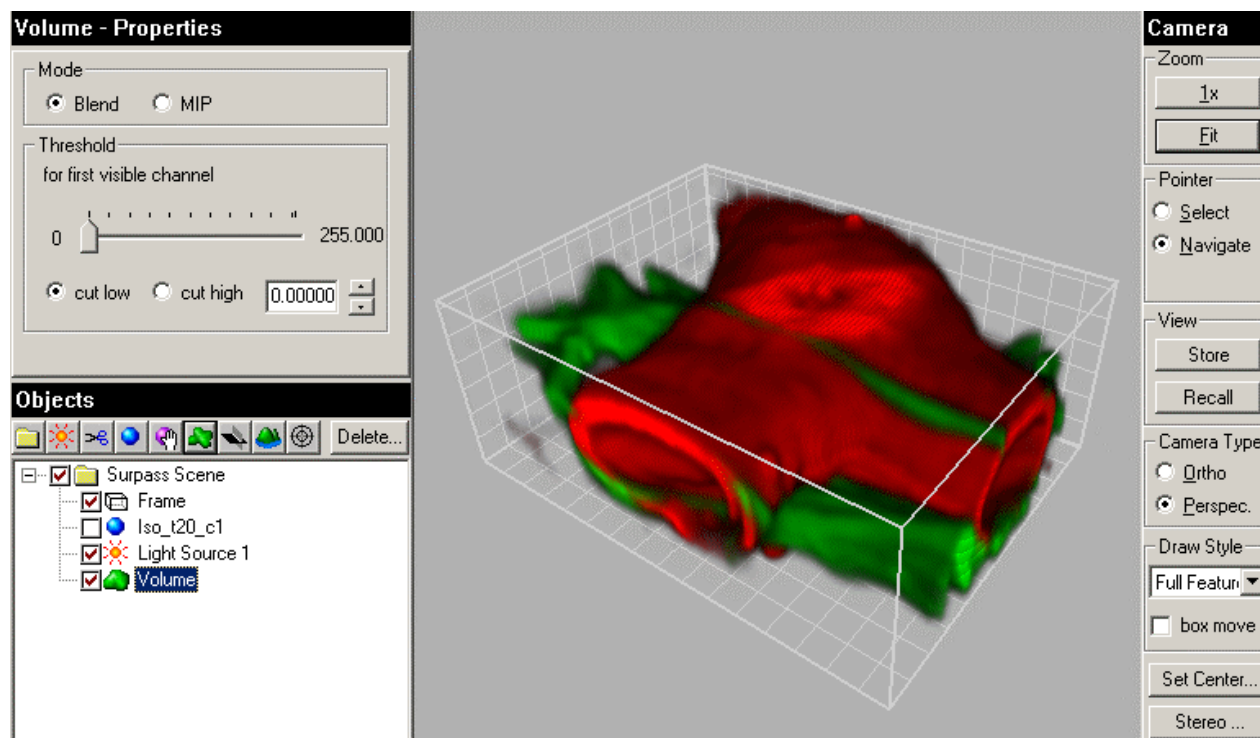 Volume - Properties
Mode
Blend
MIP
Threshold
for first visible channel
0
255.000
cut low
cut high
0.00000
Objects
Delete...
Surpass Scene
Frame
Iso_t20_c1
Light Source 1
Volume
Camera
Zoom
1x
Fit
Pointer
Select
Navigate
View
Store
Recall
Camera Type
Ortho
Perspec.
Draw Style
Full Featur
box move
Set Center...
Stereo ...